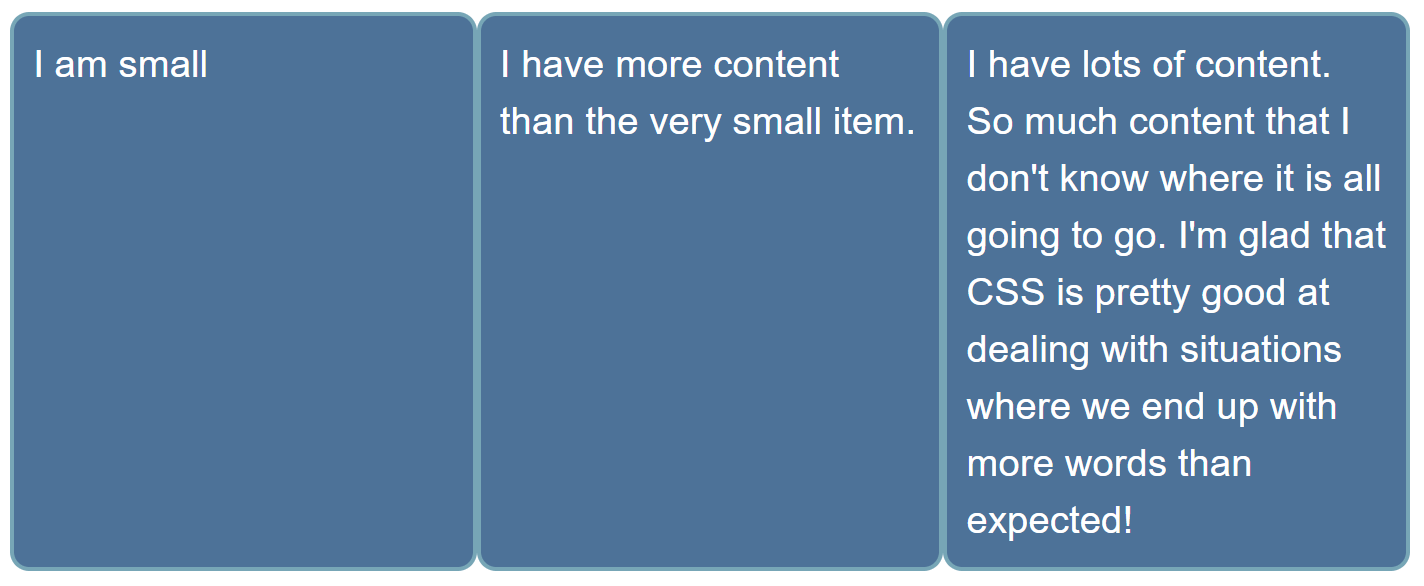 I am small
I have more content
than the very small item.
I have lots of content.
So much content that I
don't know where it is all
going to go. I'm glad that
CSS is pretty good at
dealing with situations
where we end up with
more words than
expected!